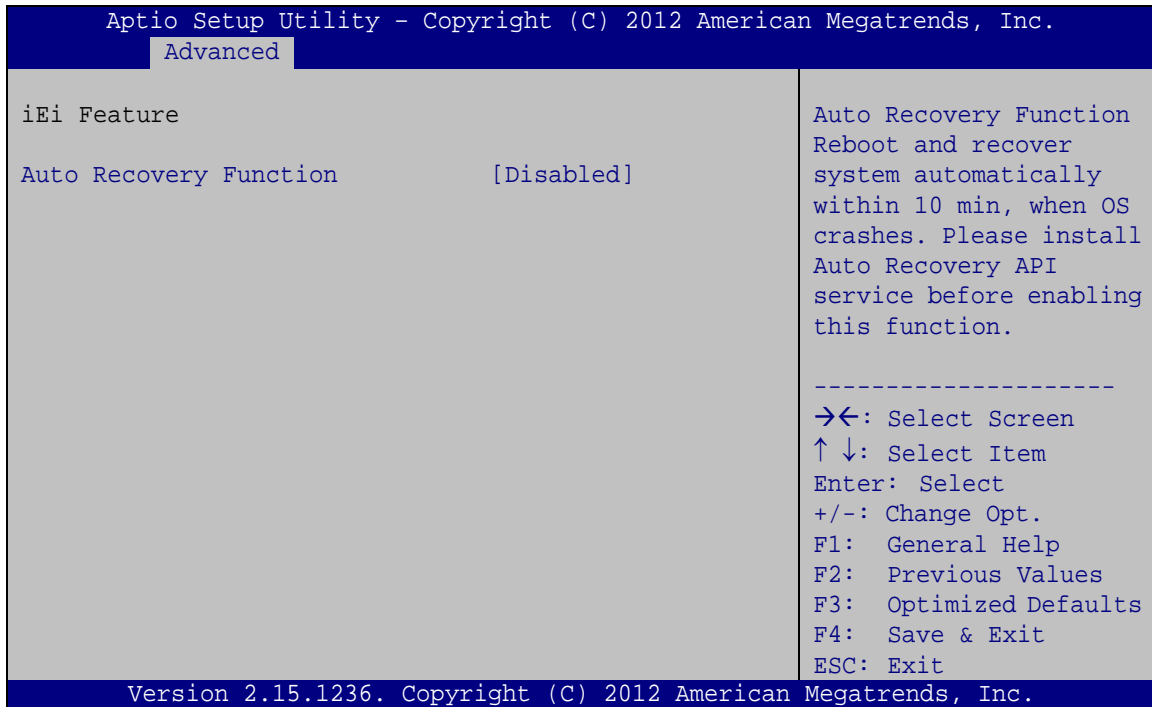 Aptio Setup Utility – Copyright (C) 2012 American Megatrends, Inc.
Advanced
iEi Feature
Auto Recovery Function [Disabled]
Auto Recovery Function
Reboot and recover
system automatically
within 10 min, when OS
crashes. Please install
Auto Recovery API
service before enabling
this function.
---------------------
→←: Select Screen
↑ ↓: Select Item
Enter: Select
+/-: Change Opt.
F1: General Help
F2: Previous Values
F3: Optimized Defaults
F4: Save & Exit
ESC: Exit
Version 2.15.1236. Copyright (C) 2012 American Megatrends, Inc.